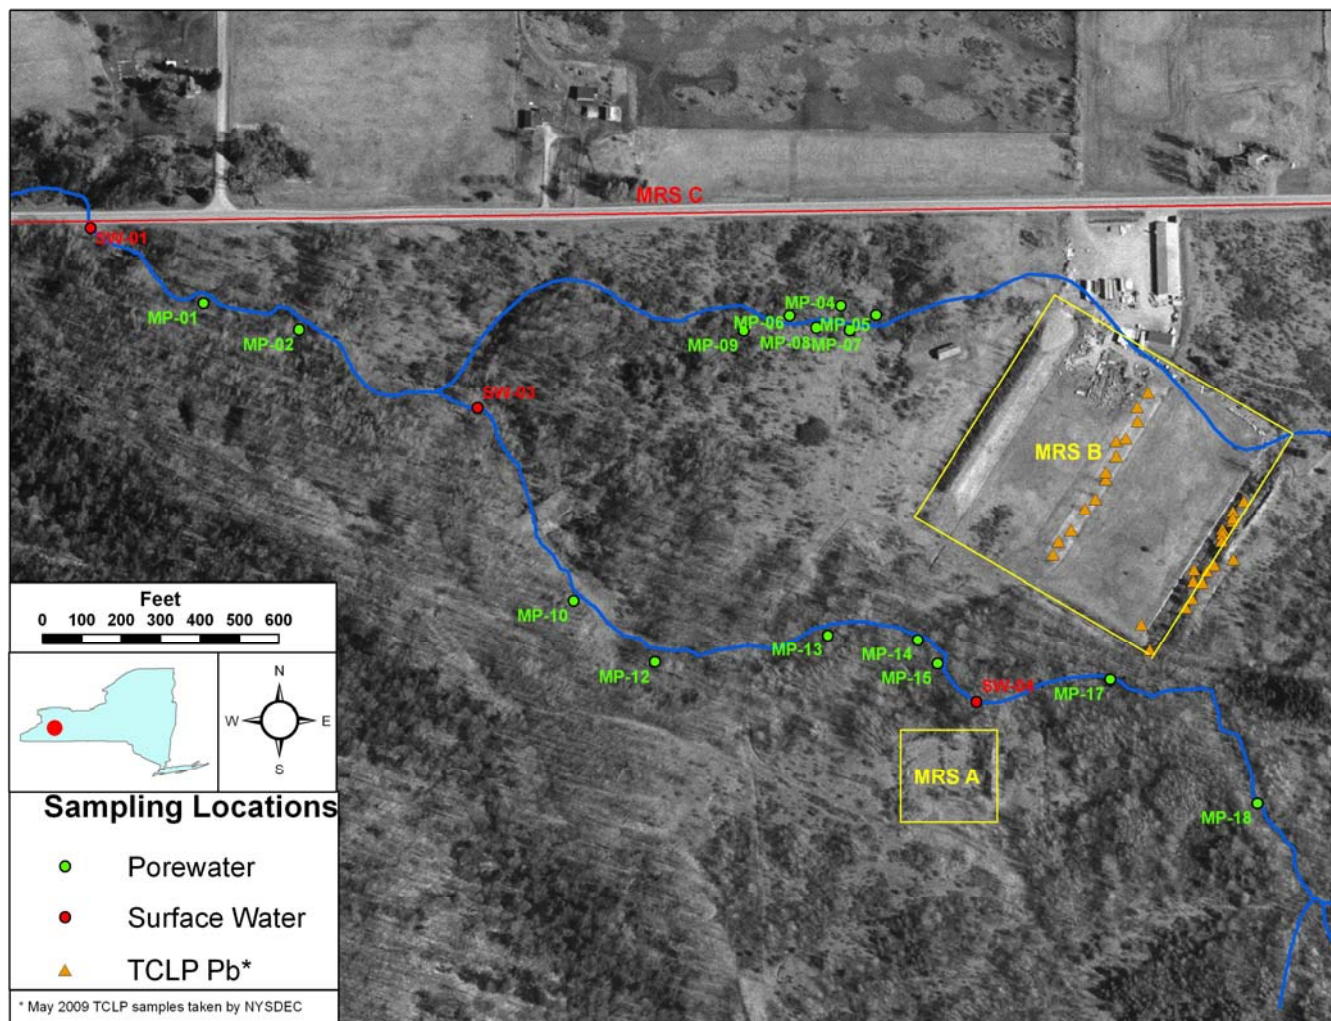 MRS C
SW-01
MP-01
MP-02
MP-04
MP-06
MP-05
MP-09
MP-08
MP-07
SW-03
MRS B
MP-10
MP-12
MP-13
MP-14
MP-15
SW-04
MP-17
MRS A
MP-18
Feet
0 100 200 300 400 500 600
N
W E
S
Sampling Locations
Porewater
Surface Water
TCLP Pb*
* May 2009 TCLP samples taken by NYSDEC